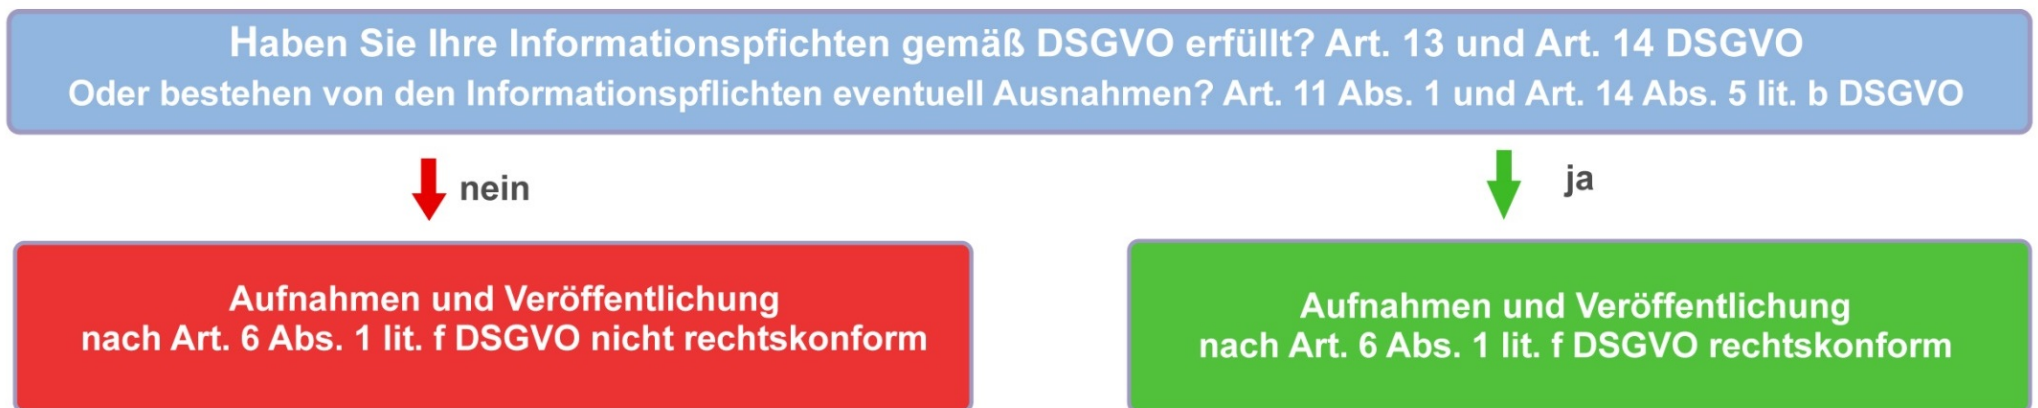 Haben Sie Ihre Informationspfichten gemäß DSGVO erfüllt? Art. 13 und Art. 14 DSGVO
Oder bestehen von den Informationspflichten eventuell Ausnahmen? Art. 11 Abs. 1 und Art. 14 Abs. 5 lit. b DSGVO
nein
ja
Aufnahmen und Veröffentlichung
nach Art. 6 Abs. 1 lit. f DSGVO nicht rechtskonform
Aufnahmen und Veröffentlichung
nach Art. 6 Abs. 1 lit. f DSGVO rechtskonform